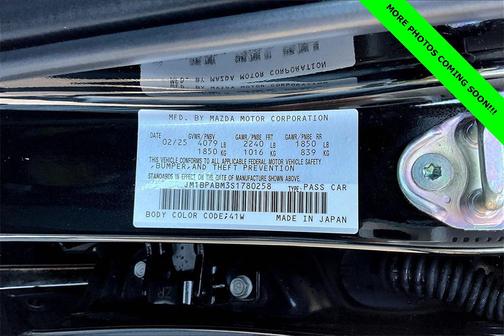 MORE PHOTOS COMING SOON!!!
MFD. BY MAZDA MOTOR CORPORATION
02/25 GVWR/PNBV GAWR/PNBE FRT GAWR/PNBE RR
4079 LB 2240 LB 1850 LB
1850 KG 1016 KG 839 KG
THIS VEHICLE CONFORMS TO ALL APPLICABLE FEDERAL MOTOR VEHICLE SAFETY
,BUMPER,AND THEFT PREVENTION
STANDARDS IN EFFECT ON THE DATE OF MANUFACTURE SHOWN ABOVE.
JM1BPABM3S1780258 TYPE:PASS CAR
BODY COLOR CODE:41W MADE IN JAPAN